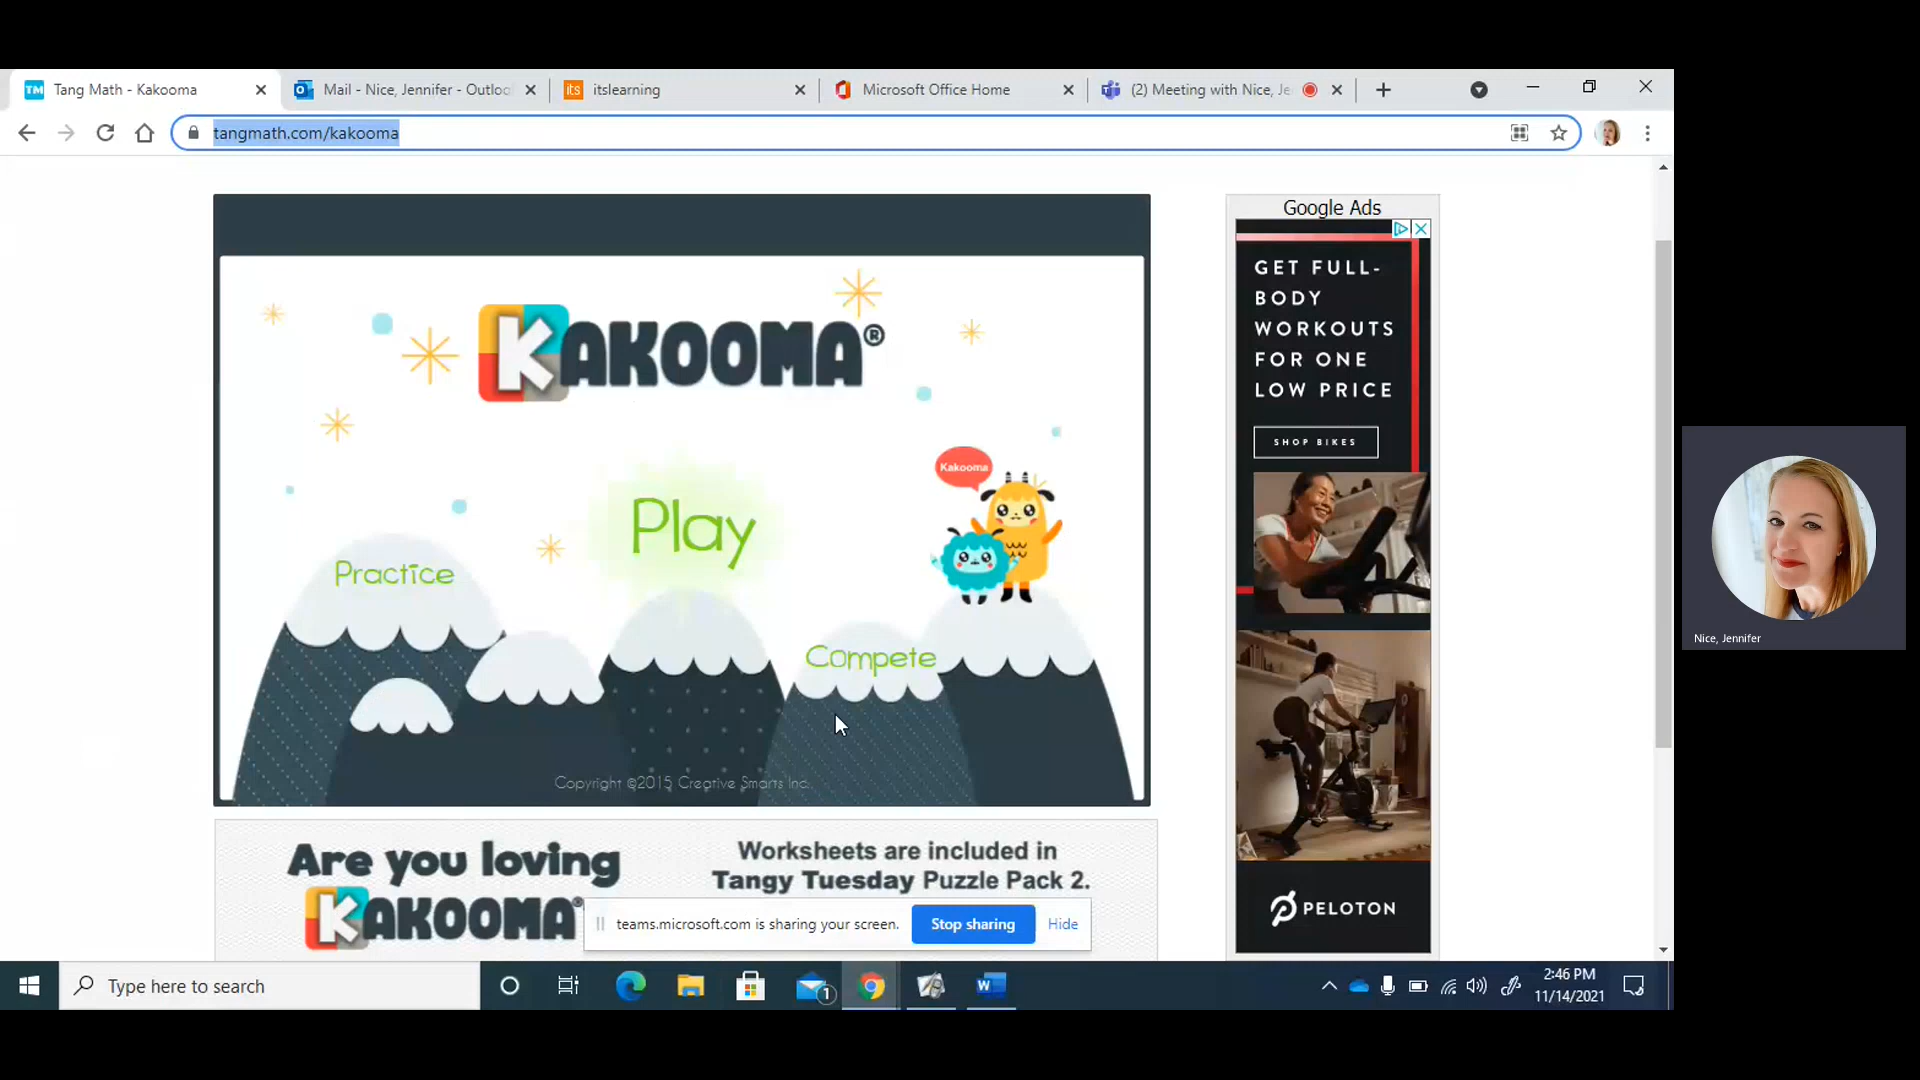 TM Tang Math - Kakooma
Mail - Nice, Jennifer - Outloo
its itslearning
Microsoft Office Home
(2) Meeting with Nice, Je
tangmath.com/kakooma
KAKOOMA®
Kakooma
Play
Practice
Compete
Copyright ©2015 Creative Smarts Inc.
Google Ads
GET FULL-
BODY
WORKOUTS
FOR ONE
LOW PRICE
SHOP BIKES
PELOTON
Nice, Jennifer
Are you loving
KAKOOMA®
Worksheets are included in
Tangy Tuesday Puzzle Pack 2.
teams.microsoft.com is sharing your screen.
Stop sharing
Hide
Type here to search
1
W
2:46 PM
11/14/2021